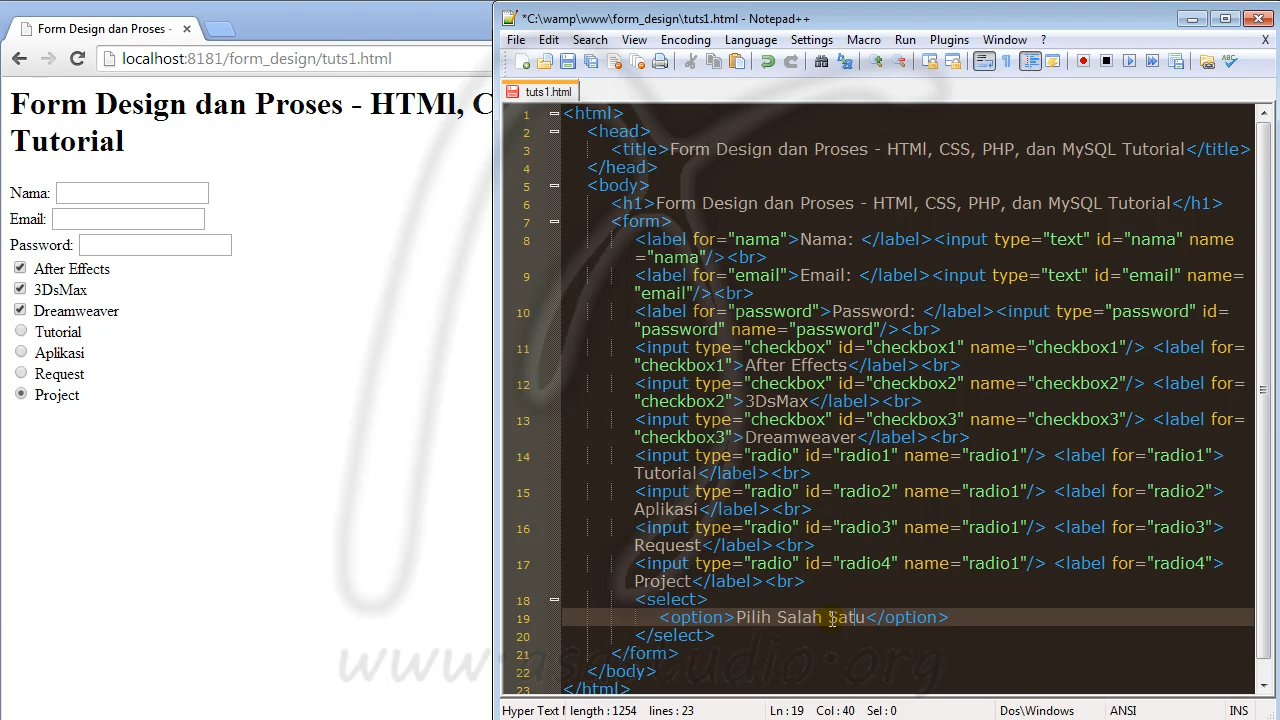 Form Design dan Proses -
localhost:8181/form_design/tuts1.html
Form Design dan Proses - HTMl, C
Tutorial
Nama:
Email:
Password:
After Effects
3DsMax
Dreamweaver
Tutorial
Aplikasi
Request
Project
*C:\wamp\www\form_design\tuts1.html - Notepad++
File Edit Search View Encoding Language Settings Macro Run Plugins Window ? X
tuts1.html
1 <html>
2 <head>
3 <title>Form Design dan Proses - HTMl, CSS, PHP, dan MySQL Tutorial</title>
4 </head>
5 <body>
6 <h1>Form Design dan Proses - HTMl, CSS, PHP, dan MySQL Tutorial</h1>
7 <form>
8 <label for="nama">Nama: </label><input type="text" id="nama" name
="nama"/><br>
9 <label for="email">Email: </label><input type="text" id="email" name=
"email"/><br>
10 <label for="password">Password: </label><input type="password" id=
"password" name="password"/><br>
11 <input type="checkbox" id="checkbox1" name="checkbox1"/> <label for=
"checkbox1">After Effects</label><br>
12 <input type="checkbox" id="checkbox2" name="checkbox2"/> <label for=
"checkbox2">3DsMax</label><br>
13 <input type="checkbox" id="checkbox3" name="checkbox3"/> <label for=
"checkbox3">Dreamweaver</label><br>
14 <input type="radio" id="radio1" name="radio1"/> <label for="radio1">
Tutorial</label><br>
15 <input type="radio" id="radio2" name="radio1"/> <label for="radio2">
Aplikasi</label><br>
16 <input type="radio" id="radio3" name="radio1"/> <label for="radio3">
Request</label><br>
17 <input type="radio" id="radio4" name="radio1"/> <label for="radio4">
Project</label><br>
18 <select>
19 <option>Pilih Salah Satu</option>
20 </select>
21 </form>
22 </body>
23 </html>
Hyper Text M length : 1254 lines : 23 Ln : 19 Col : 40 Sel : 0 Dos\Windows ANSI INS